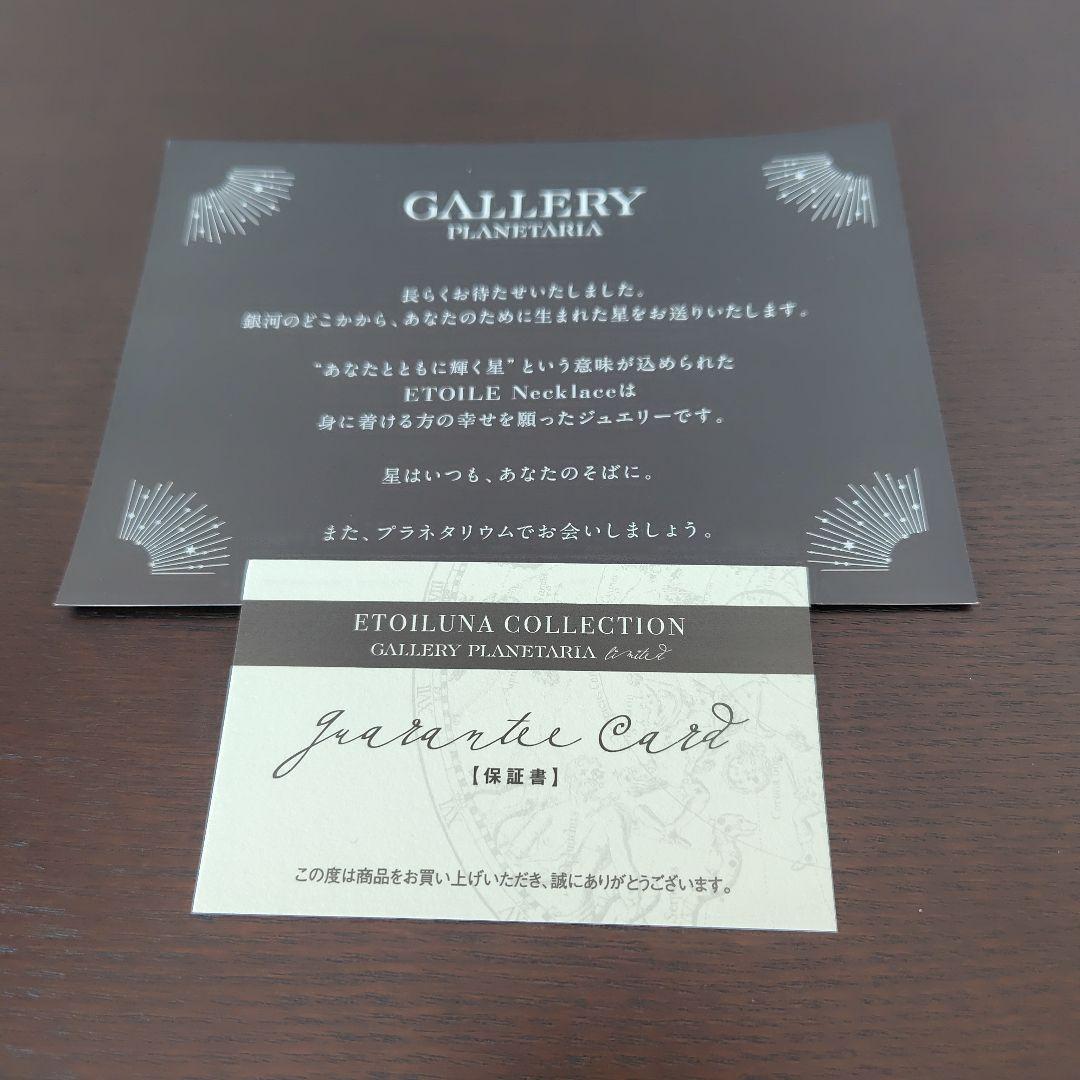 GALLERY
PLANETARIA
長らくお待たせいたしました。
銀河のどこかから、あなたのために生まれた星をお送りいたします。
“あなたとともに輝く星”という意味が込められた
ETOILE Necklaceは
身に着ける方の幸せを願ったジュエリーです。
星はいつも、あなたのそばに。
また、プラネタリウムでお会いしましょう。
ETOILUNA COLLECTION
GALLERY PLANETARIA limited
guarantee Card
【保証書】
この度は商品をお買い上げいただき、誠にありがとうございます。